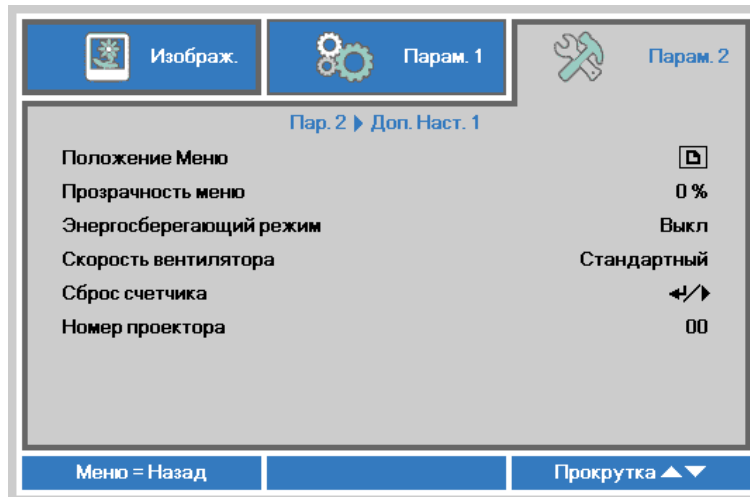 Изображ. Парам. 1 Парам. 2
Пар. 2 Доп. Наст. 1
Положение Меню
Прозрачность меню 0 %
Энергосберегающий режим Выкл
Скорость вентилятора Стандартный
Сброс счетчика
Номер проектора 00
Меню = Назад Прокрутка